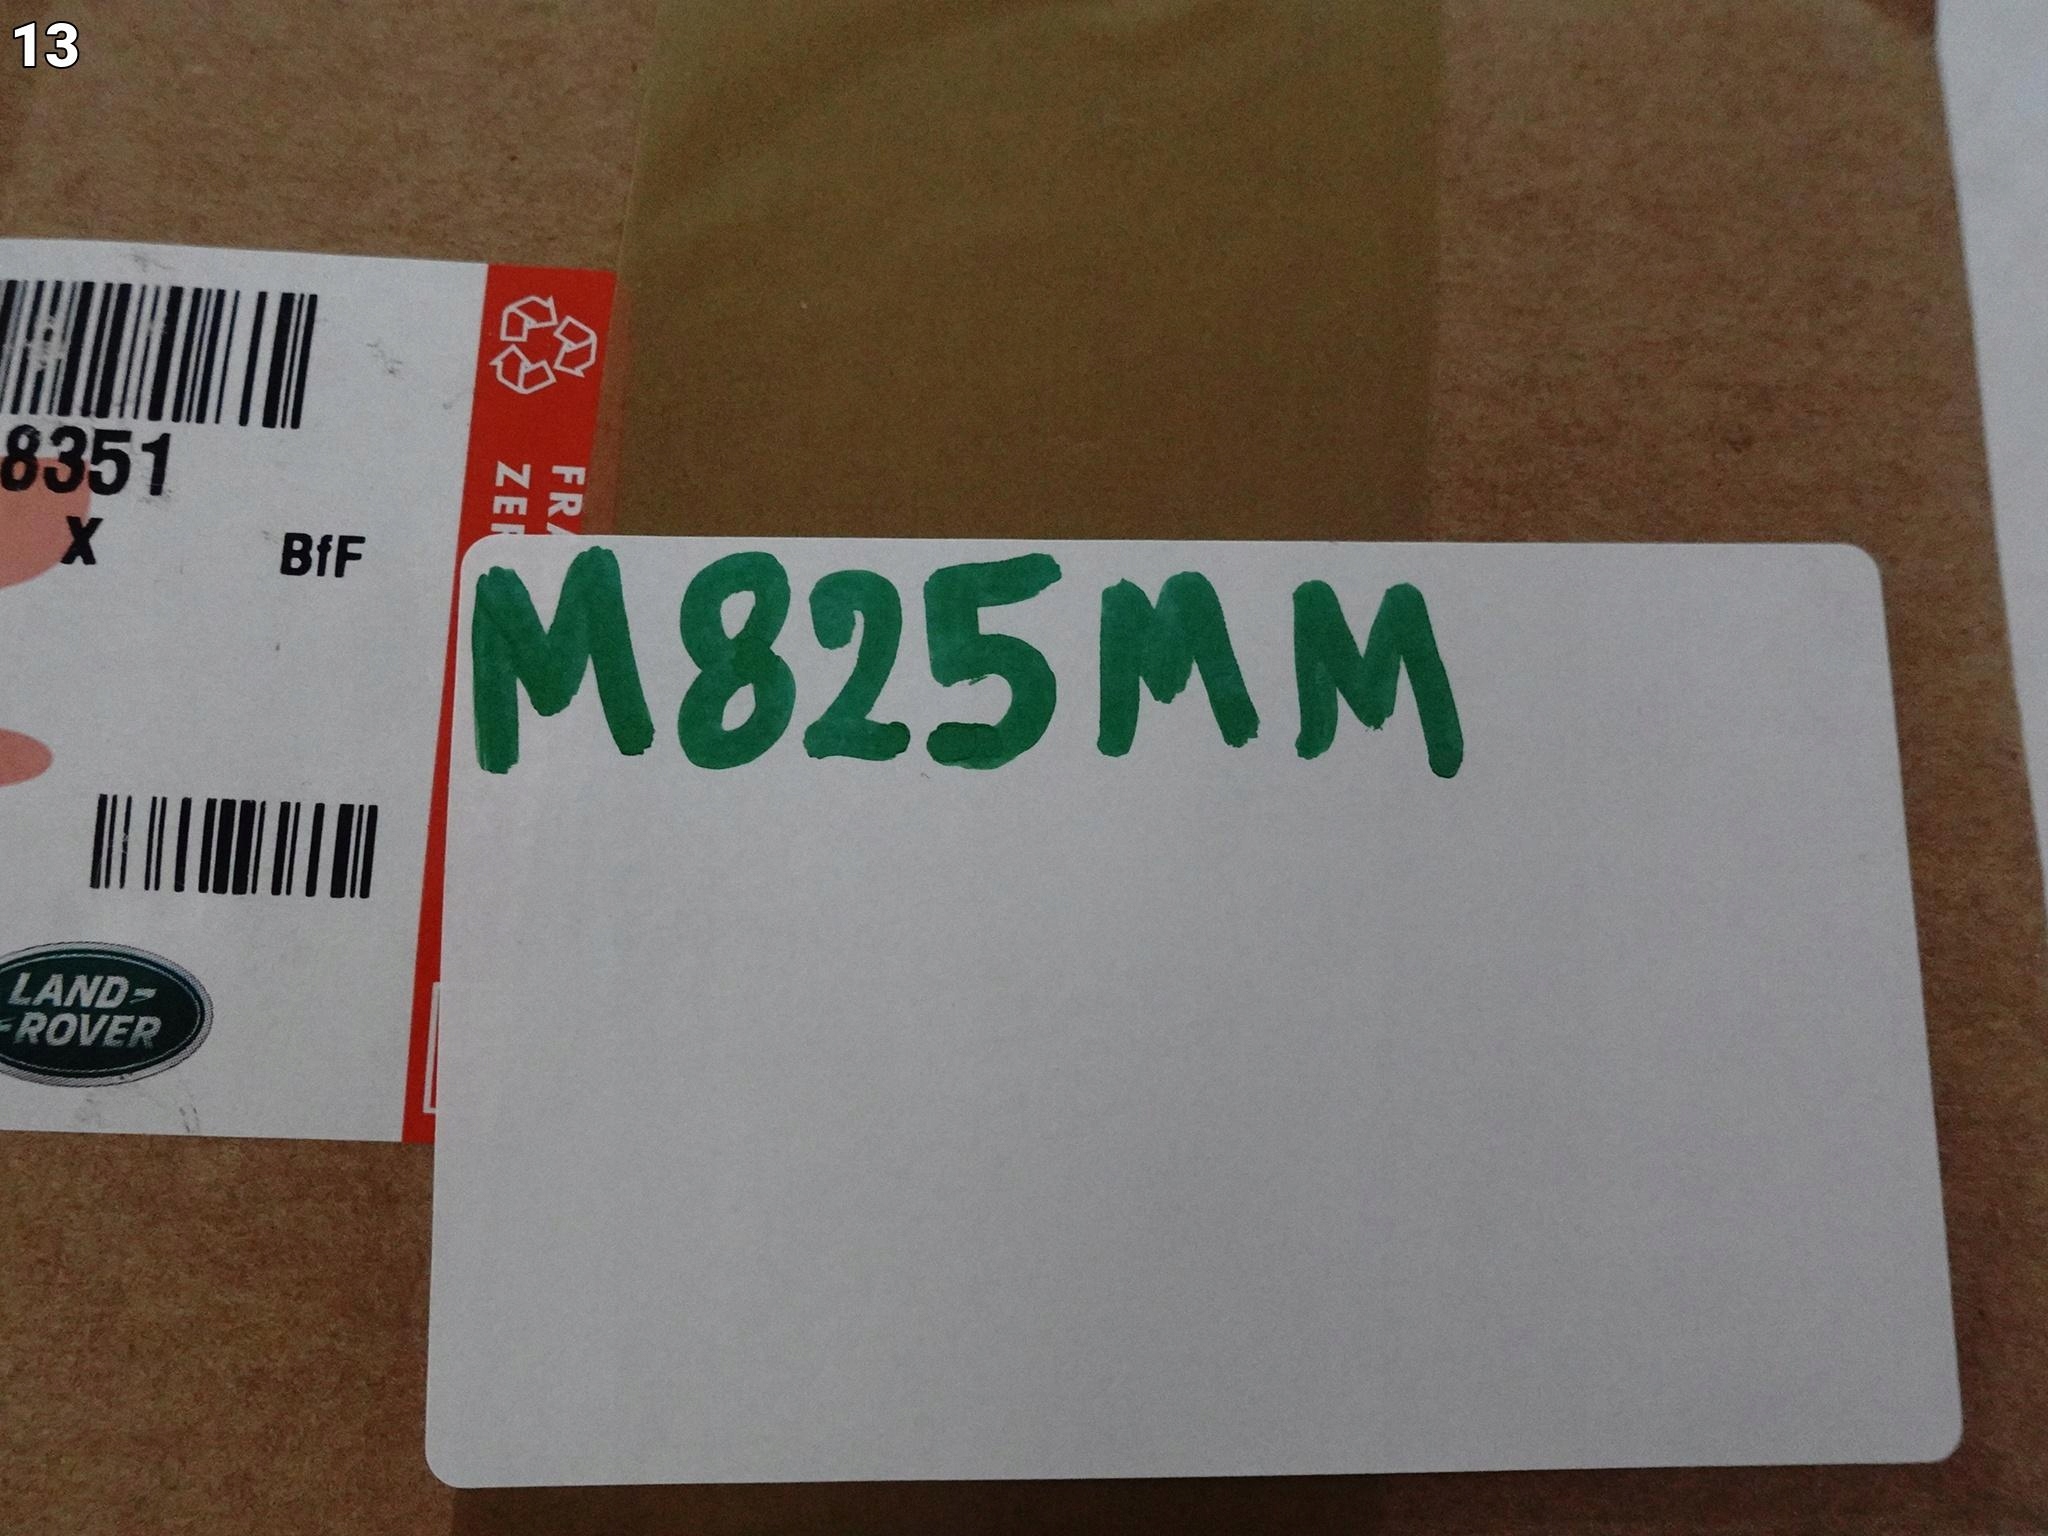 13
8351
X BfF
M825MM
LAND-
-ROVER